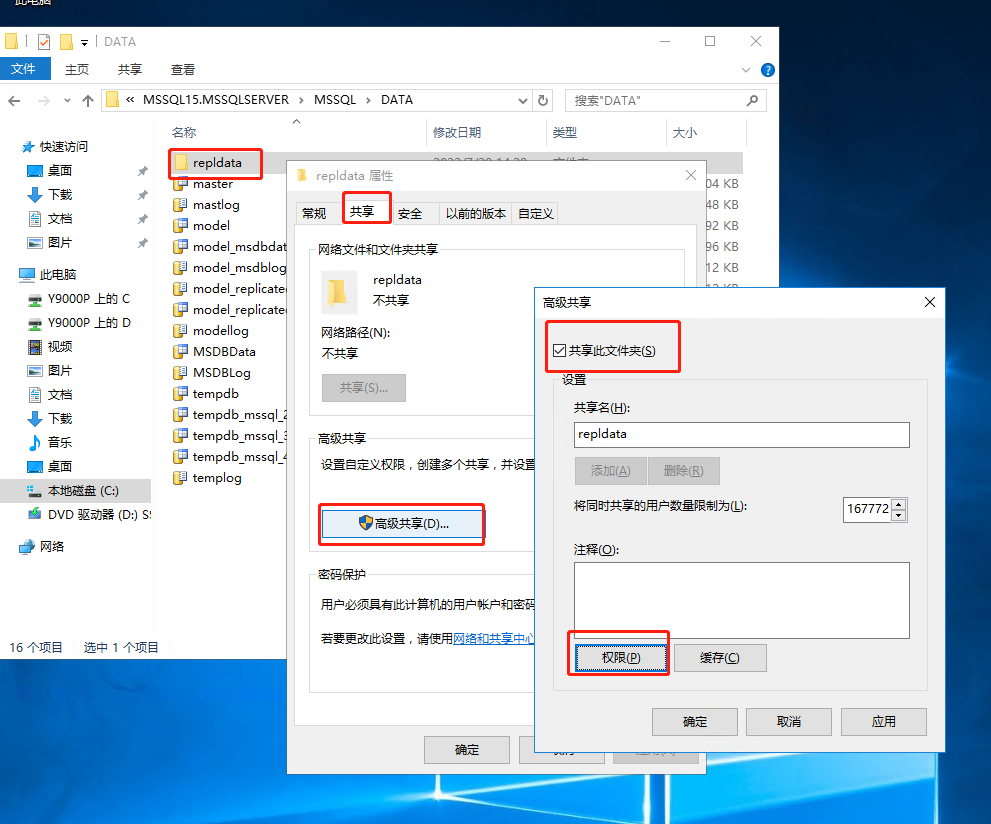 此电脑
DATA
文件 主页 共享 查看
« MSSQL15.MSSQLSERVER › MSSQL › DATA
搜索"DATA"
名称 修改日期 类型 大小
快速访问
桌面
下载
文档
图片
此电脑
Y9000P 上的 C
Y9000P 上的 D
视频
图片
文档
下载
音乐
桌面
本地磁盘 (C:)
DVD 驱动器 (D:) S
网络
repldata
master
mastlog
model
model_msdbdat
model_msdblog
model_replicate
model_replicate
modellog
MSDBData
MSDBLog
tempdb
tempdb_mssql_2
tempdb_mssql_3
tempdb_mssql_4
templog
04 KB
48 KB
92 KB
96 KB
12 KB
16 个项目 选中 1 个项目
repldata 属性
常规 共享 安全 以前的版本 自定义
网络文件和文件夹共享
repldata
不共享
网络路径(N):
不共享
共享(S)...
高级共享
设置自定义权限，创建多个共享，并设置
高级共享(D)...
密码保护
用户必须具有此计算机的用户帐户和密码
若要更改此设置，请使用网络和共享中心
确定
高级共享
共享此文件夹(S)
设置
共享名(H):
repldata
添加(A) 删除(R)
将同时共享的用户数量限制为(L):
167772
注释(O):
权限(P) 缓存(C)
确定 取消 应用